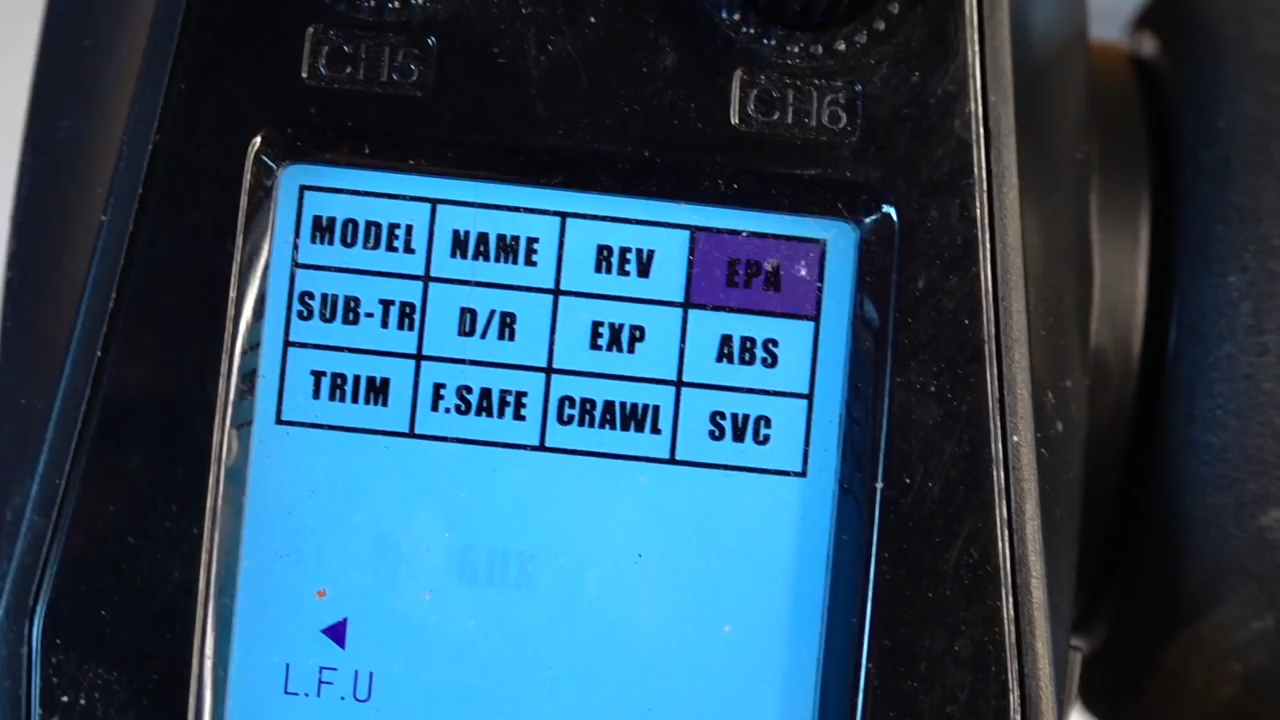 CH5
CH6
MODEL NAME REV EPA
SUB-TR D/R EXP ABS
TRIM F.SAFE CRAWL SVC
L.F.U